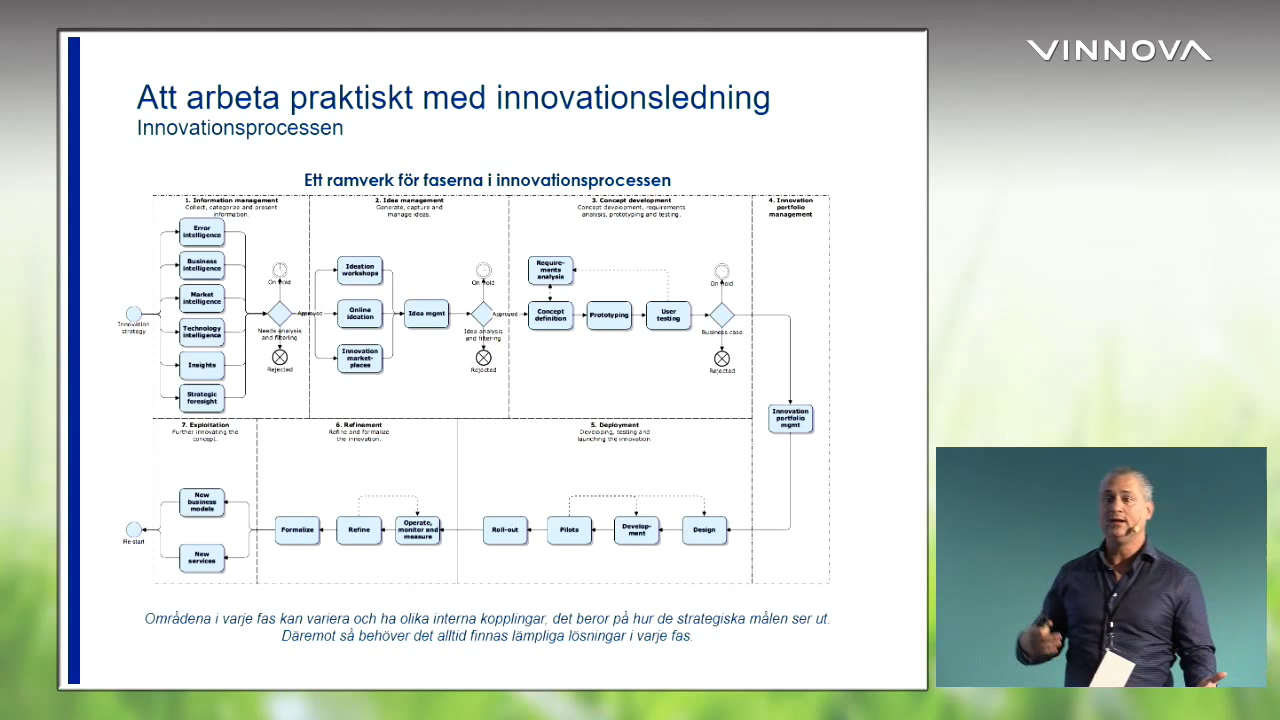 VINNOVA
Att arbeta praktiskt med innovationsledning
Innovationsprocessen
Ett ramverk för faserna i innovationsprocessen
1. Information management
Collect, categorize and present
information.
Error
intelligence
Business
intelligence
Market
intelligence
Technology
intelligence
Insights
Strategic
foresight
Innovation
strategy
On hold
Approved
Needs analysis
and filtering
Rejected
2. Idea management
Generate, capture and
manage ideas.
Ideation
workshops
Online
ideation
Innovation
market-
places
Idea mgmt
On hold
Approved
Idea analysis
and filtering
Rejected
3. Concept development
Concept development, requirements
analysis, prototyping and testing.
Require-
ments
analysis
Concept
definition
Prototyping
User
testing
On hold
Business case
Rejected
4. Innovation
portfolio
management
Innovation
portfolio
mgmt
7. Exploitation
Further innovating the
concept.
New
business
models
New
services
Re-start
6. Refinement
Refine and formalize
the innovation.
Formalize
Refine
Operate,
monitor and
measure
5. Deployment
Developing, testing and
launching the innovation.
Roll-out
Pilots
Develop-
ment
Design
Områdena i varje fas kan variera och ha olika interna kopplingar, det beror på hur de strategiska målen ser ut.
Däremot så behöver det alltid finnas lämpliga lösningar i varje fas.